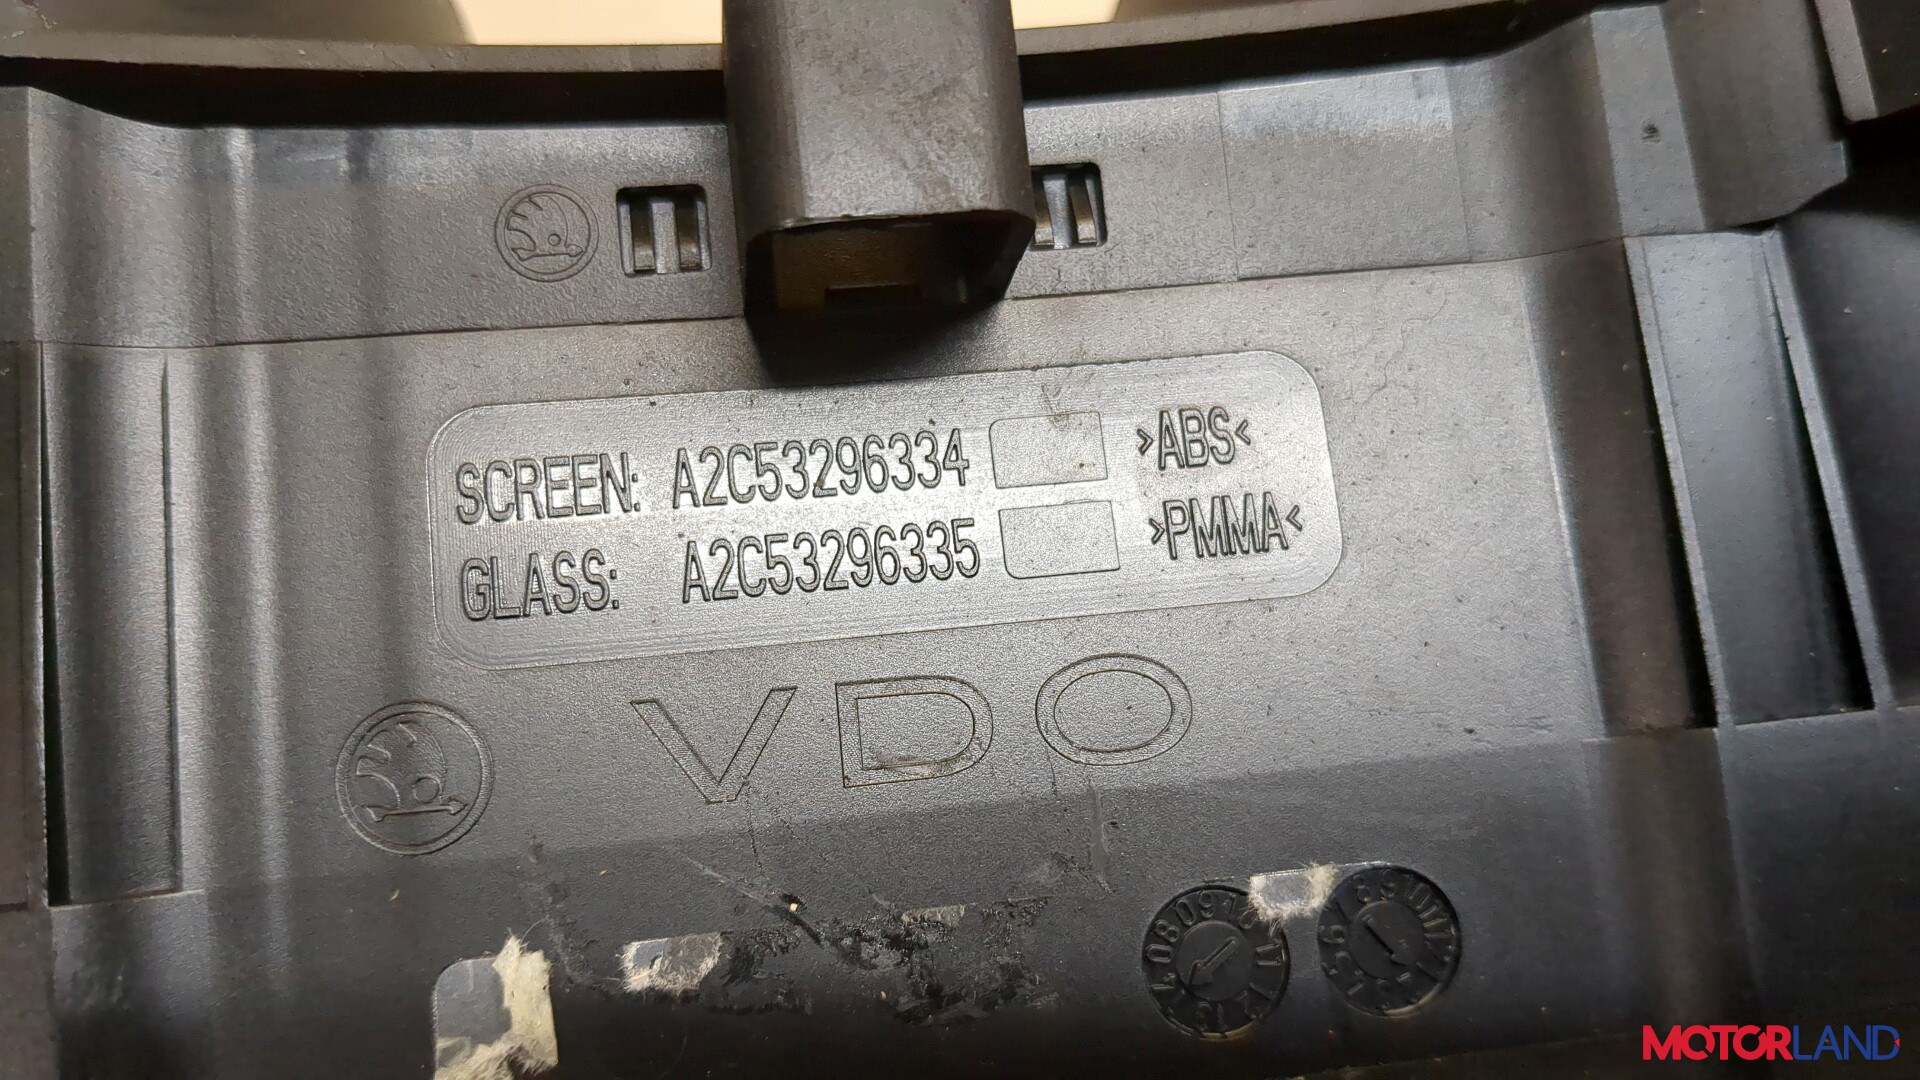 SCREEN: A2C53296334 >ABS<
GLASS: A2C53296335 >PMMA<
VDO
MOTORLAND